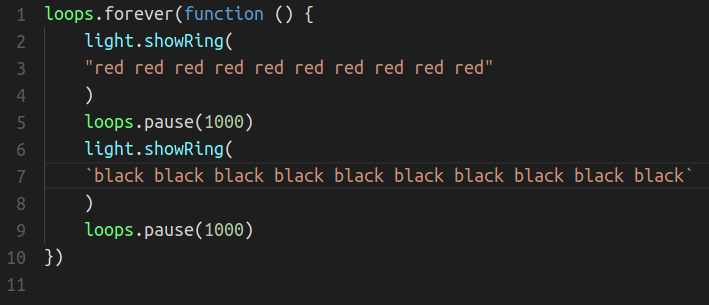 1 loops.forever(function () {
2     light.showRing(
3     "red red red red red red red red red red"
4     )
5     loops.pause(1000)
6     light.showRing(
7     `black black black black black black black black black black`
8     )
9     loops.pause(1000)
10 })
11